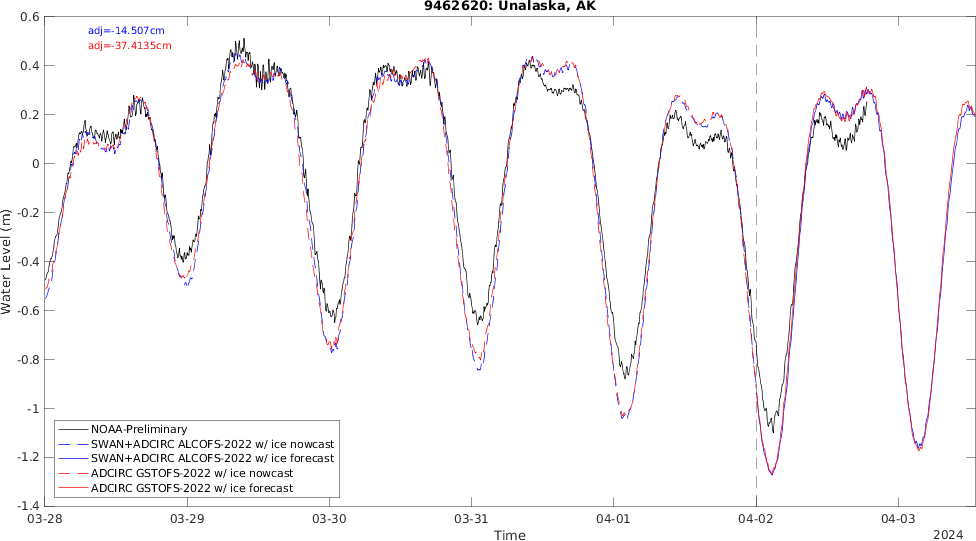 9462620: Unalaska, AK
adj=-14.507cm
adj=-37.4135cm
0.6
0.4
0.2
0
-0.2
-0.4
-0.6
-0.8
-1
-1.2
-1.4
Water Level (m)
NOAA-Preliminary
SWAN+ADCIRC ALCOFS-2022 w/ ice nowcast
SWAN+ADCIRC ALCOFS-2022 w/ ice forecast
ADCIRC GSTOFS-2022 w/ ice nowcast
ADCIRC GSTOFS-2022 w/ ice forecast
03-28 03-29 03-30 03-31 04-01 04-02 04-03
Time
2024